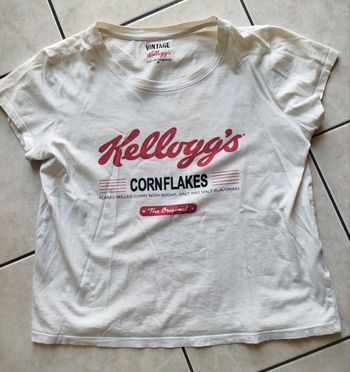 VINTAGE
Kellogg's
Kellogg's
CORNFLAKES
FLAKED MILLED CORN WITH SUGAR, SALT AND MALT FLAVORING
The Original